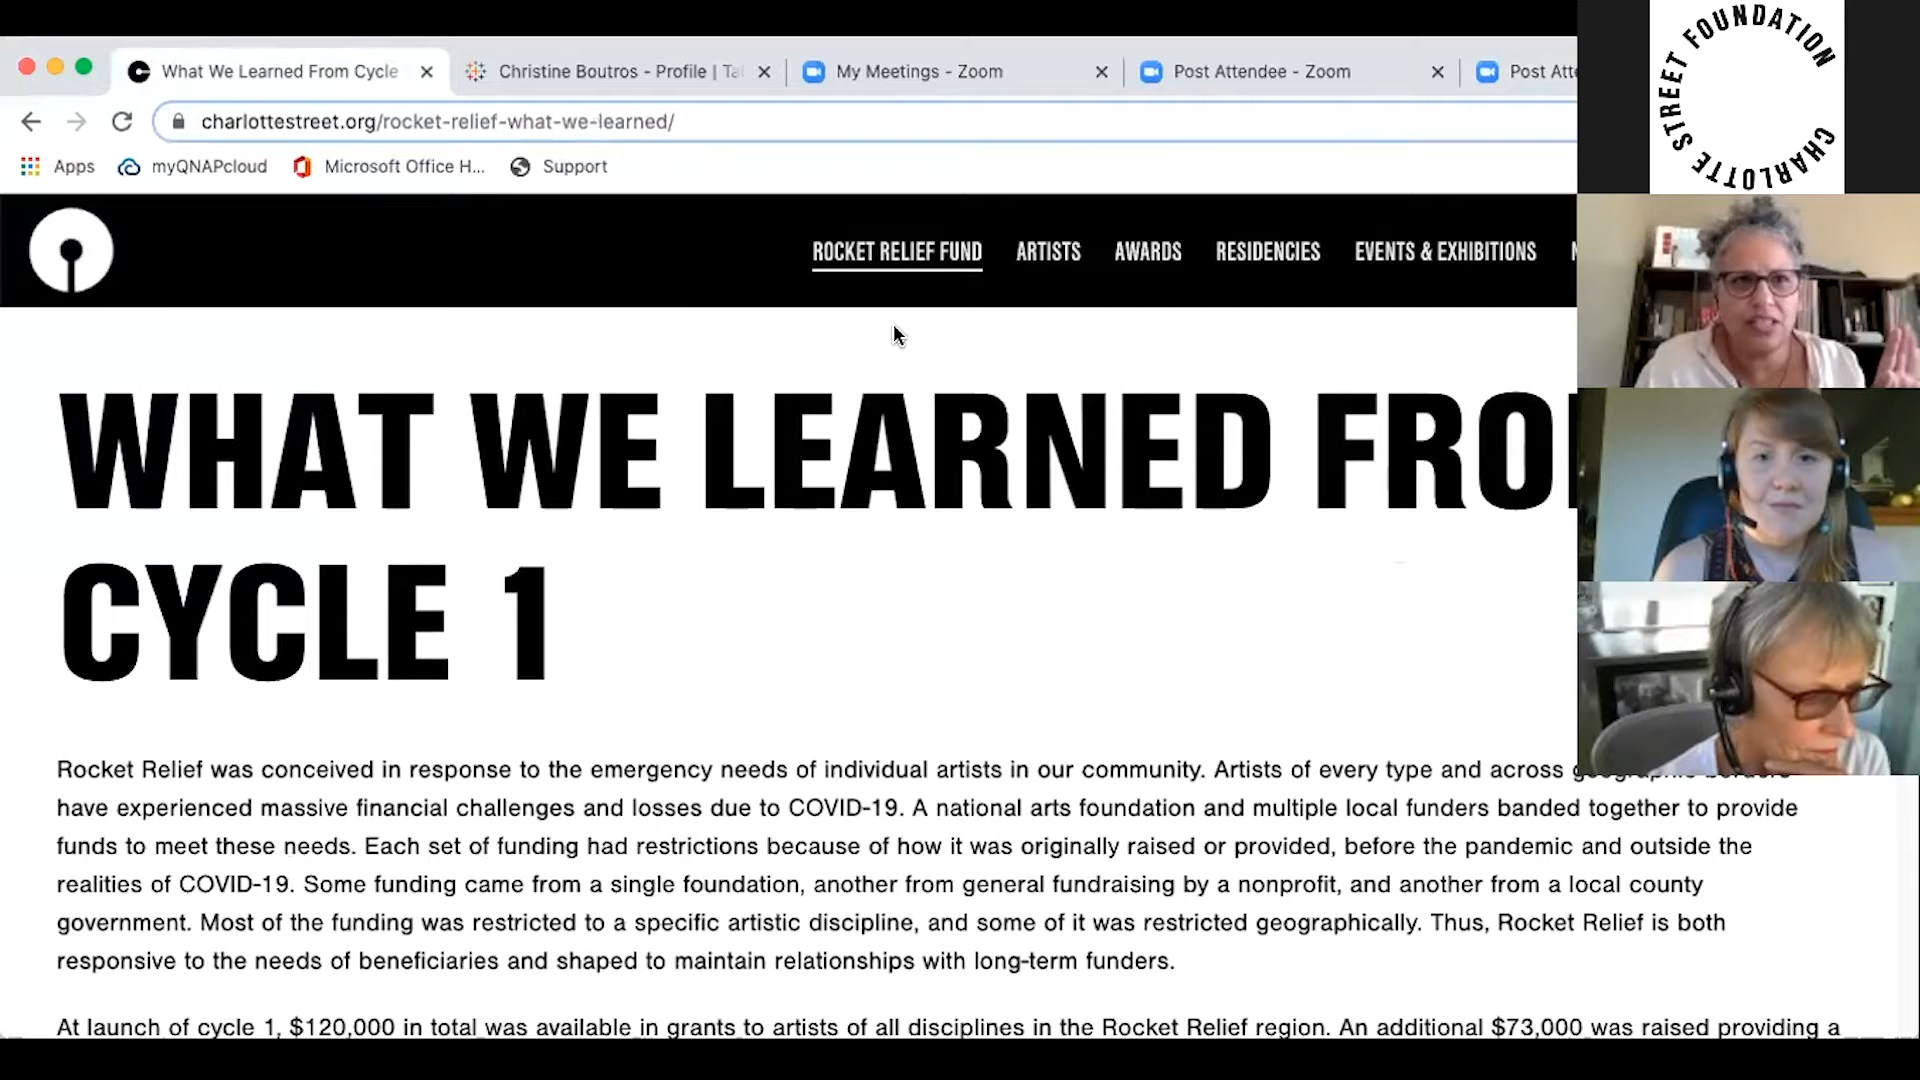 What We Learned From Cycle
Christine Boutros - Profile | Ta
My Meetings - Zoom
Post Attendee - Zoom
Post Att
charlottestreet.org/rocket-relief-what-we-learned/
Apps
myQNAPcloud
Microsoft Office H...
Support
CHARLOTTE STREET FOUNDATION
ROCKET RELIEF FUND
ARTISTS
AWARDS
RESIDENCIES
EVENTS & EXHIBITIONS
WHAT WE LEARNED FRO
CYCLE 1
Rocket Relief was conceived in response to the emergency needs of individual artists in our community. Artists of every type and across
have experienced massive financial challenges and losses due to COVID-19. A national arts foundation and multiple local funders banded together to provide
funds to meet these needs. Each set of funding had restrictions because of how it was originally raised or provided, before the pandemic and outside the
realities of COVID-19. Some funding came from a single foundation, another from general fundraising by a nonprofit, and another from a local county
government. Most of the funding was restricted to a specific artistic discipline, and some of it was restricted geographically. Thus, Rocket Relief is both
responsive to the needs of beneficiaries and shaped to maintain relationships with long-term funders.
At launch of cycle 1, $120,000 in total was available in grants to artists of all disciplines in the Rocket Relief region. An additional $73,000 was raised providing a